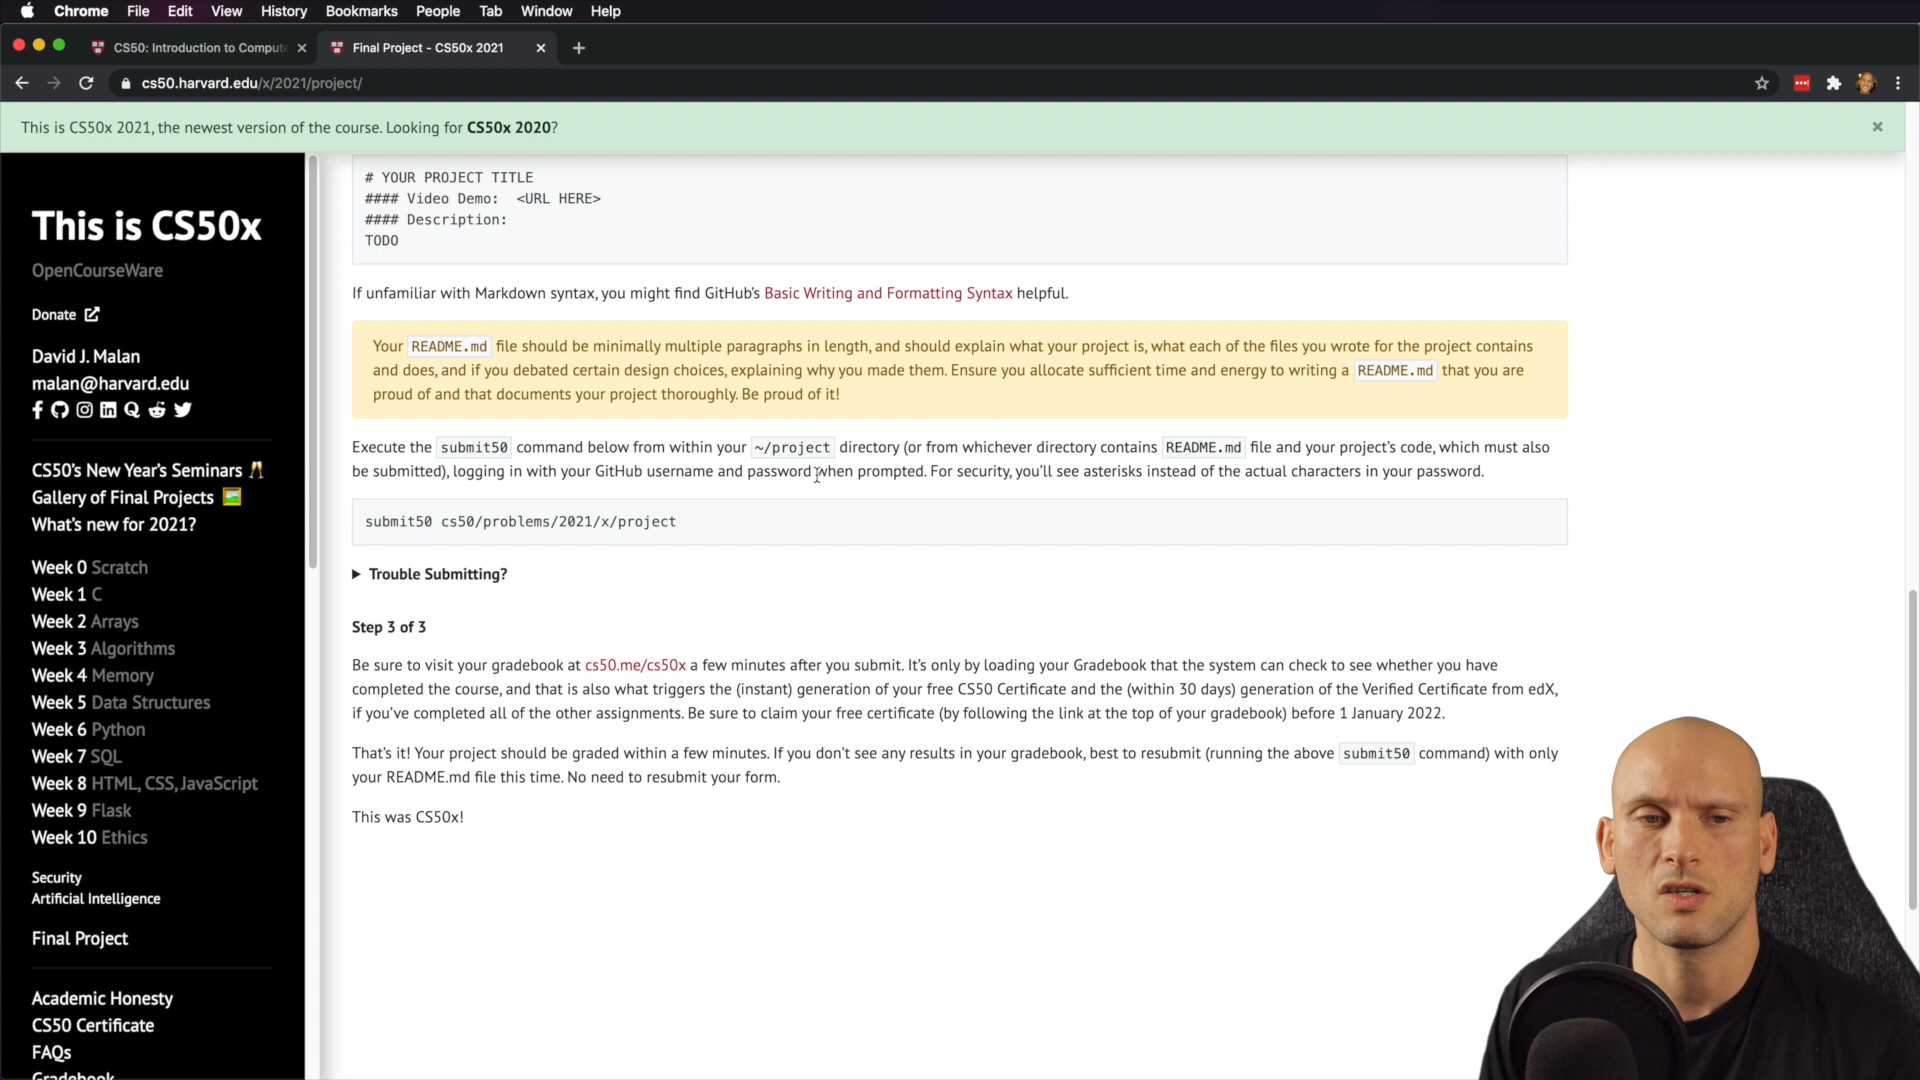 Chrome File Edit View History Bookmarks People Tab Window Help
CS50: Introduction to Compute
Final Project - CS50x 2021
cs50.harvard.edu/x/2021/project/
This is CS50x 2021, the newest version of the course. Looking for CS50x 2020?
This is CS50x
OpenCourseWare
Donate
David J. Malan
malan@harvard.edu
CS50's New Year's Seminars
Gallery of Final Projects
What's new for 2021?
Week 0 Scratch
Week 1 C
Week 2 Arrays
Week 3 Algorithms
Week 4 Memory
Week 5 Data Structures
Week 6 Python
Week 7 SQL
Week 8 HTML, CSS, JavaScript
Week 9 Flask
Week 10 Ethics
Security
Artificial Intelligence
Final Project
Academic Honesty
CS50 Certificate
FAQs
Gradebook
# YOUR PROJECT TITLE
#### Video Demo: <URL HERE>
#### Description:
TODO
If unfamiliar with Markdown syntax, you might find GitHub's Basic Writing and Formatting Syntax helpful.
Your README.md file should be minimally multiple paragraphs in length, and should explain what your project is, what each of the files you wrote for the project contains
and does, and if you debated certain design choices, explaining why you made them. Ensure you allocate sufficient time and energy to writing a README.md that you are
proud of and that documents your project thoroughly. Be proud of it!
Execute the submit50 command below from within your ~/project directory (or from whichever directory contains README.md file and your project's code, which must also
be submitted), logging in with your GitHub username and password when prompted. For security, you'll see asterisks instead of the actual characters in your password.
submit50 cs50/problems/2021/x/project
Trouble Submitting?
Step 3 of 3
Be sure to visit your gradebook at cs50.me/cs50x a few minutes after you submit. It's only by loading your Gradebook that the system can check to see whether you have
completed the course, and that is also what triggers the (instant) generation of your free CS50 Certificate and the (within 30 days) generation of the Verified Certificate from edX,
if you've completed all of the other assignments. Be sure to claim your free certificate (by following the link at the top of your gradebook) before 1 January 2022.
That's it! Your project should be graded within a few minutes. If you don't see any results in your gradebook, best to resubmit (running the above submit50 command) with only
your README.md file this time. No need to resubmit your form.
This was CS50x!